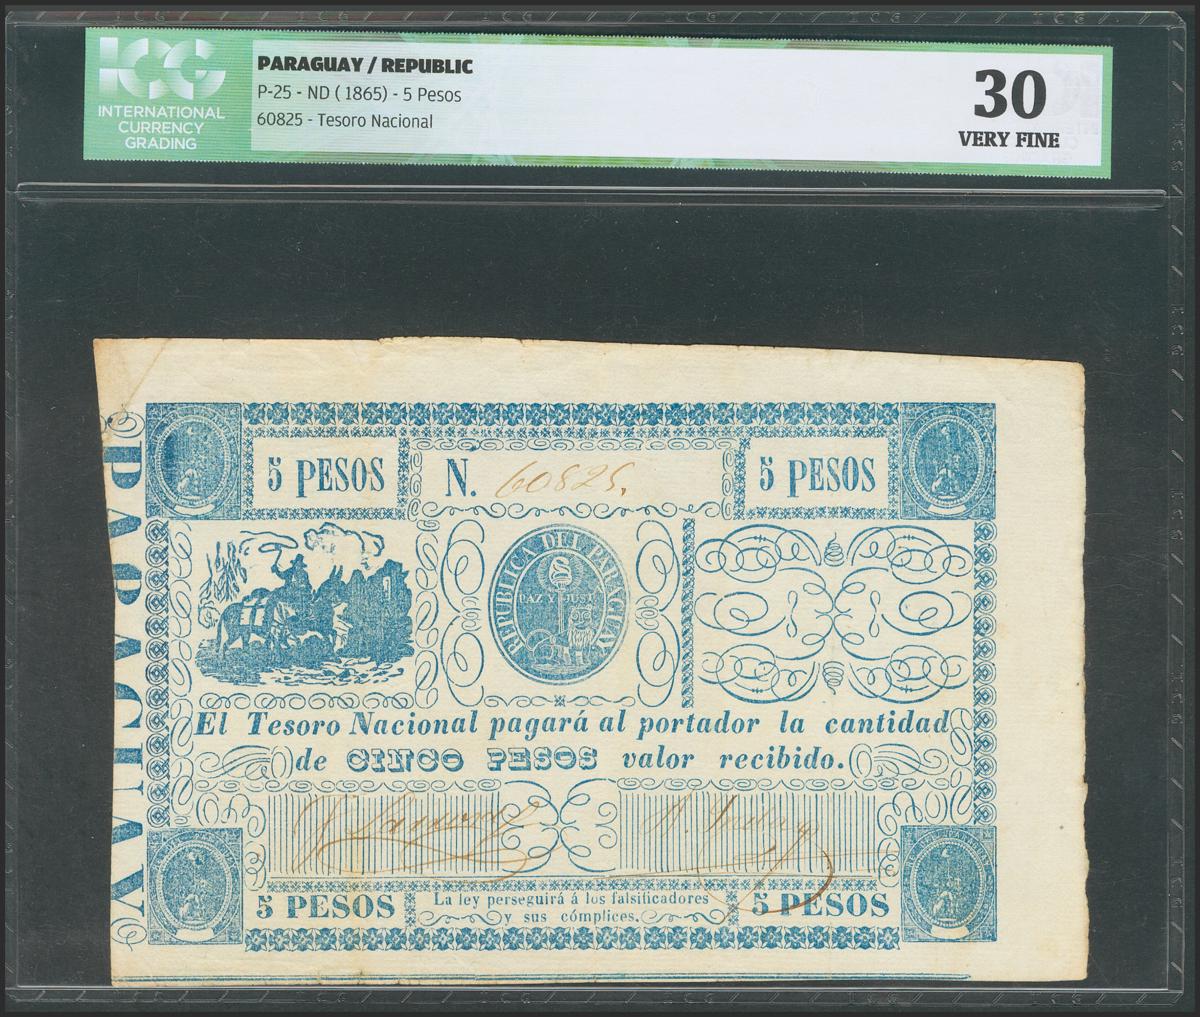 ICG
INTERNATIONAL
CURRENCY
GRADING
PARAGUAY / REPUBLIC
P-25 - ND ( 1865) - 5 Pesos
60825 - Tesoro Nacional
30
VERY FINE
PARAGUAY
5 PESOS
N. 60825.
5 PESOS
REPUBLICA DEL PARAGUAY
PAZ Y JUST
El Tesoro Nacional pagará al portador la cantidad
de CINCO PESOS valor recibido.
5 PESOS
La ley perseguirá á los falsificadores
y sus cómplices.
5 PESOS